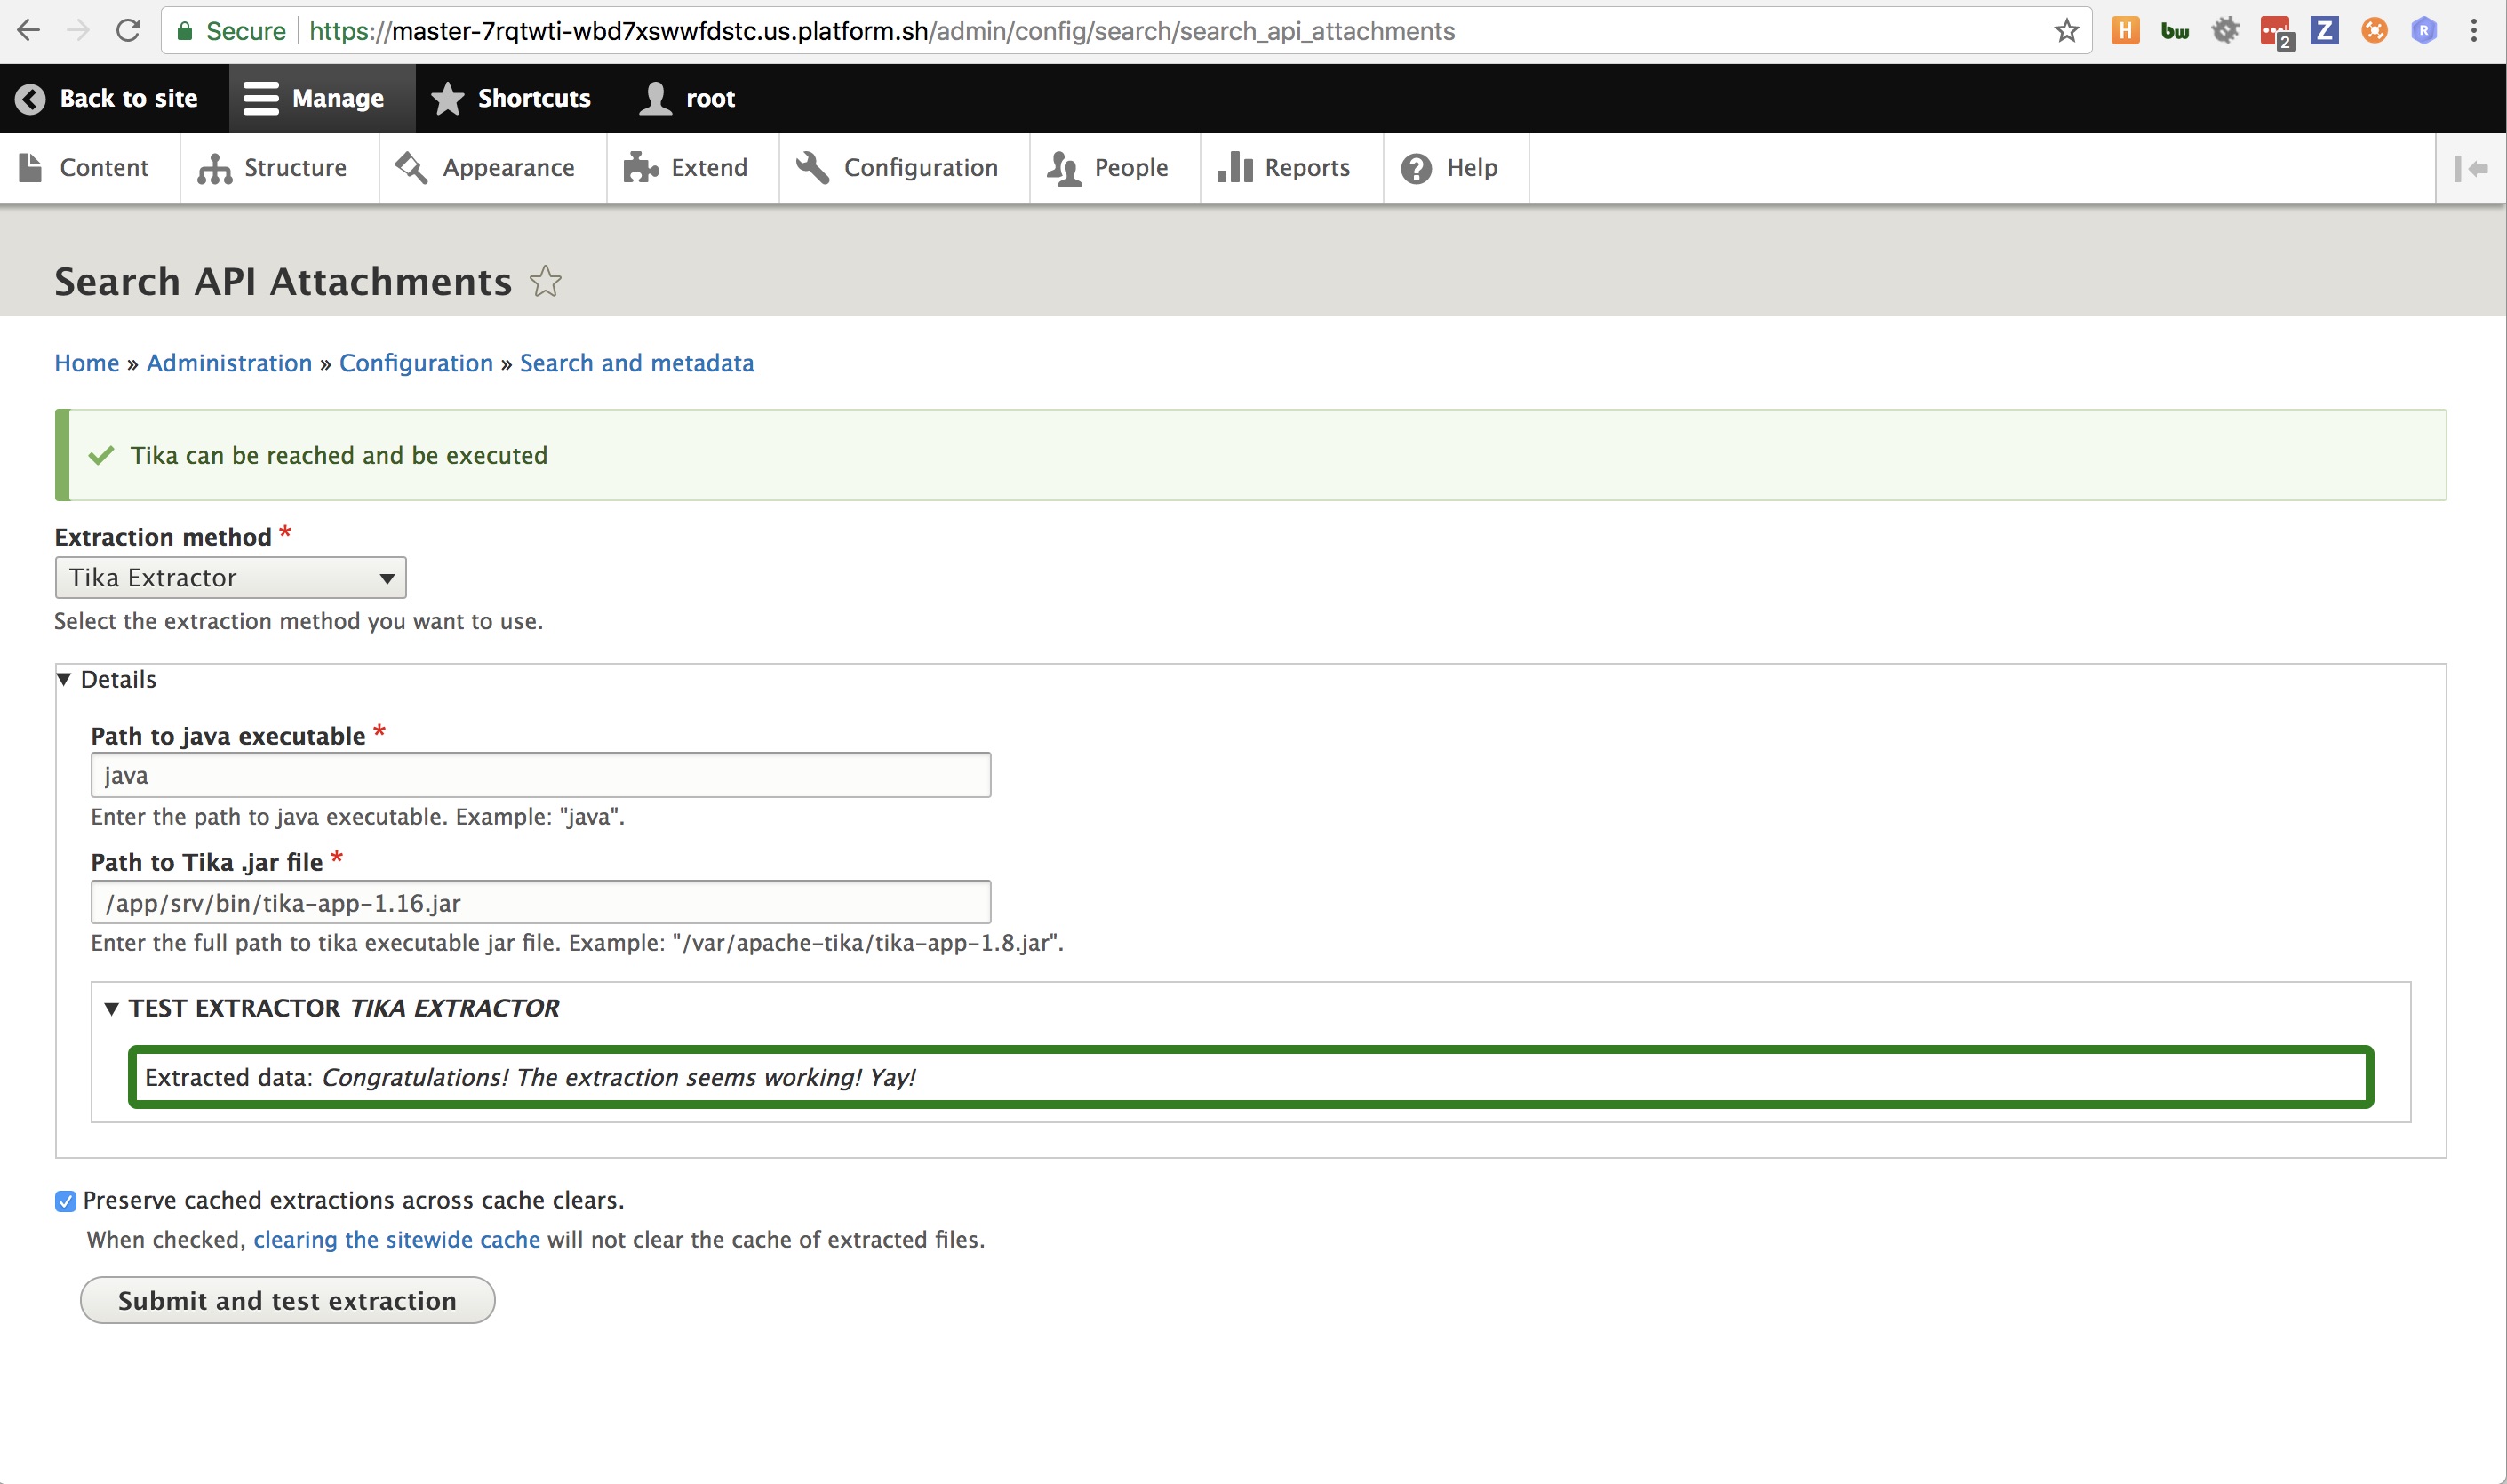 Secure https://master-7rqtwti-wbd7xswwfdstc.us.platform.sh/admin/config/search/search_api_attachments H bw 2 Z R
Back to site Manage Shortcuts root
Content Structure Appearance Extend Configuration People Reports Help
Search API Attachments
Home » Administration » Configuration » Search and metadata
Tika can be reached and be executed
Extraction method *
Tika Extractor
Select the extraction method you want to use.
Details
Path to java executable *
java
Enter the path to java executable. Example: "java".
Path to Tika .jar file *
/app/srv/bin/tika-app-1.16.jar
Enter the full path to tika executable jar file. Example: "/var/apache-tika/tika-app-1.8.jar".
TEST EXTRACTOR TIKA EXTRACTOR
Extracted data: Congratulations! The extraction seems working! Yay!
Preserve cached extractions across cache clears.
When checked, clearing the sitewide cache will not clear the cache of extracted files.
Submit and test extraction